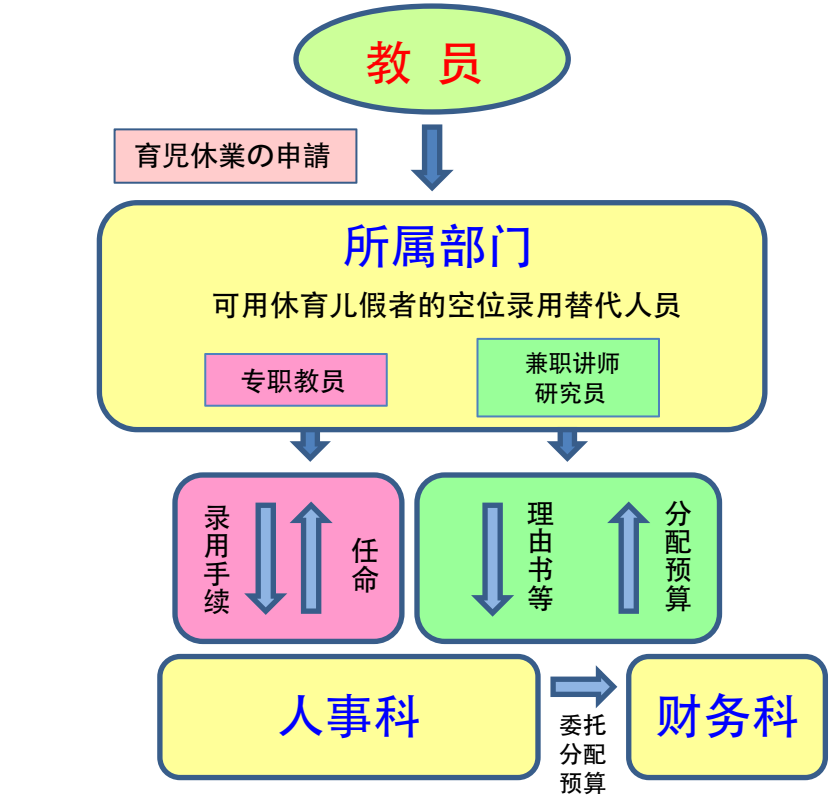 教 员
育児休業の申請
所属部门
可用休育儿假者的空位录用替代人员
专职教员
兼职讲师
研究员
录用手续
任命
理由书等
分配预算
人事科
委托
分配
预算
财务科